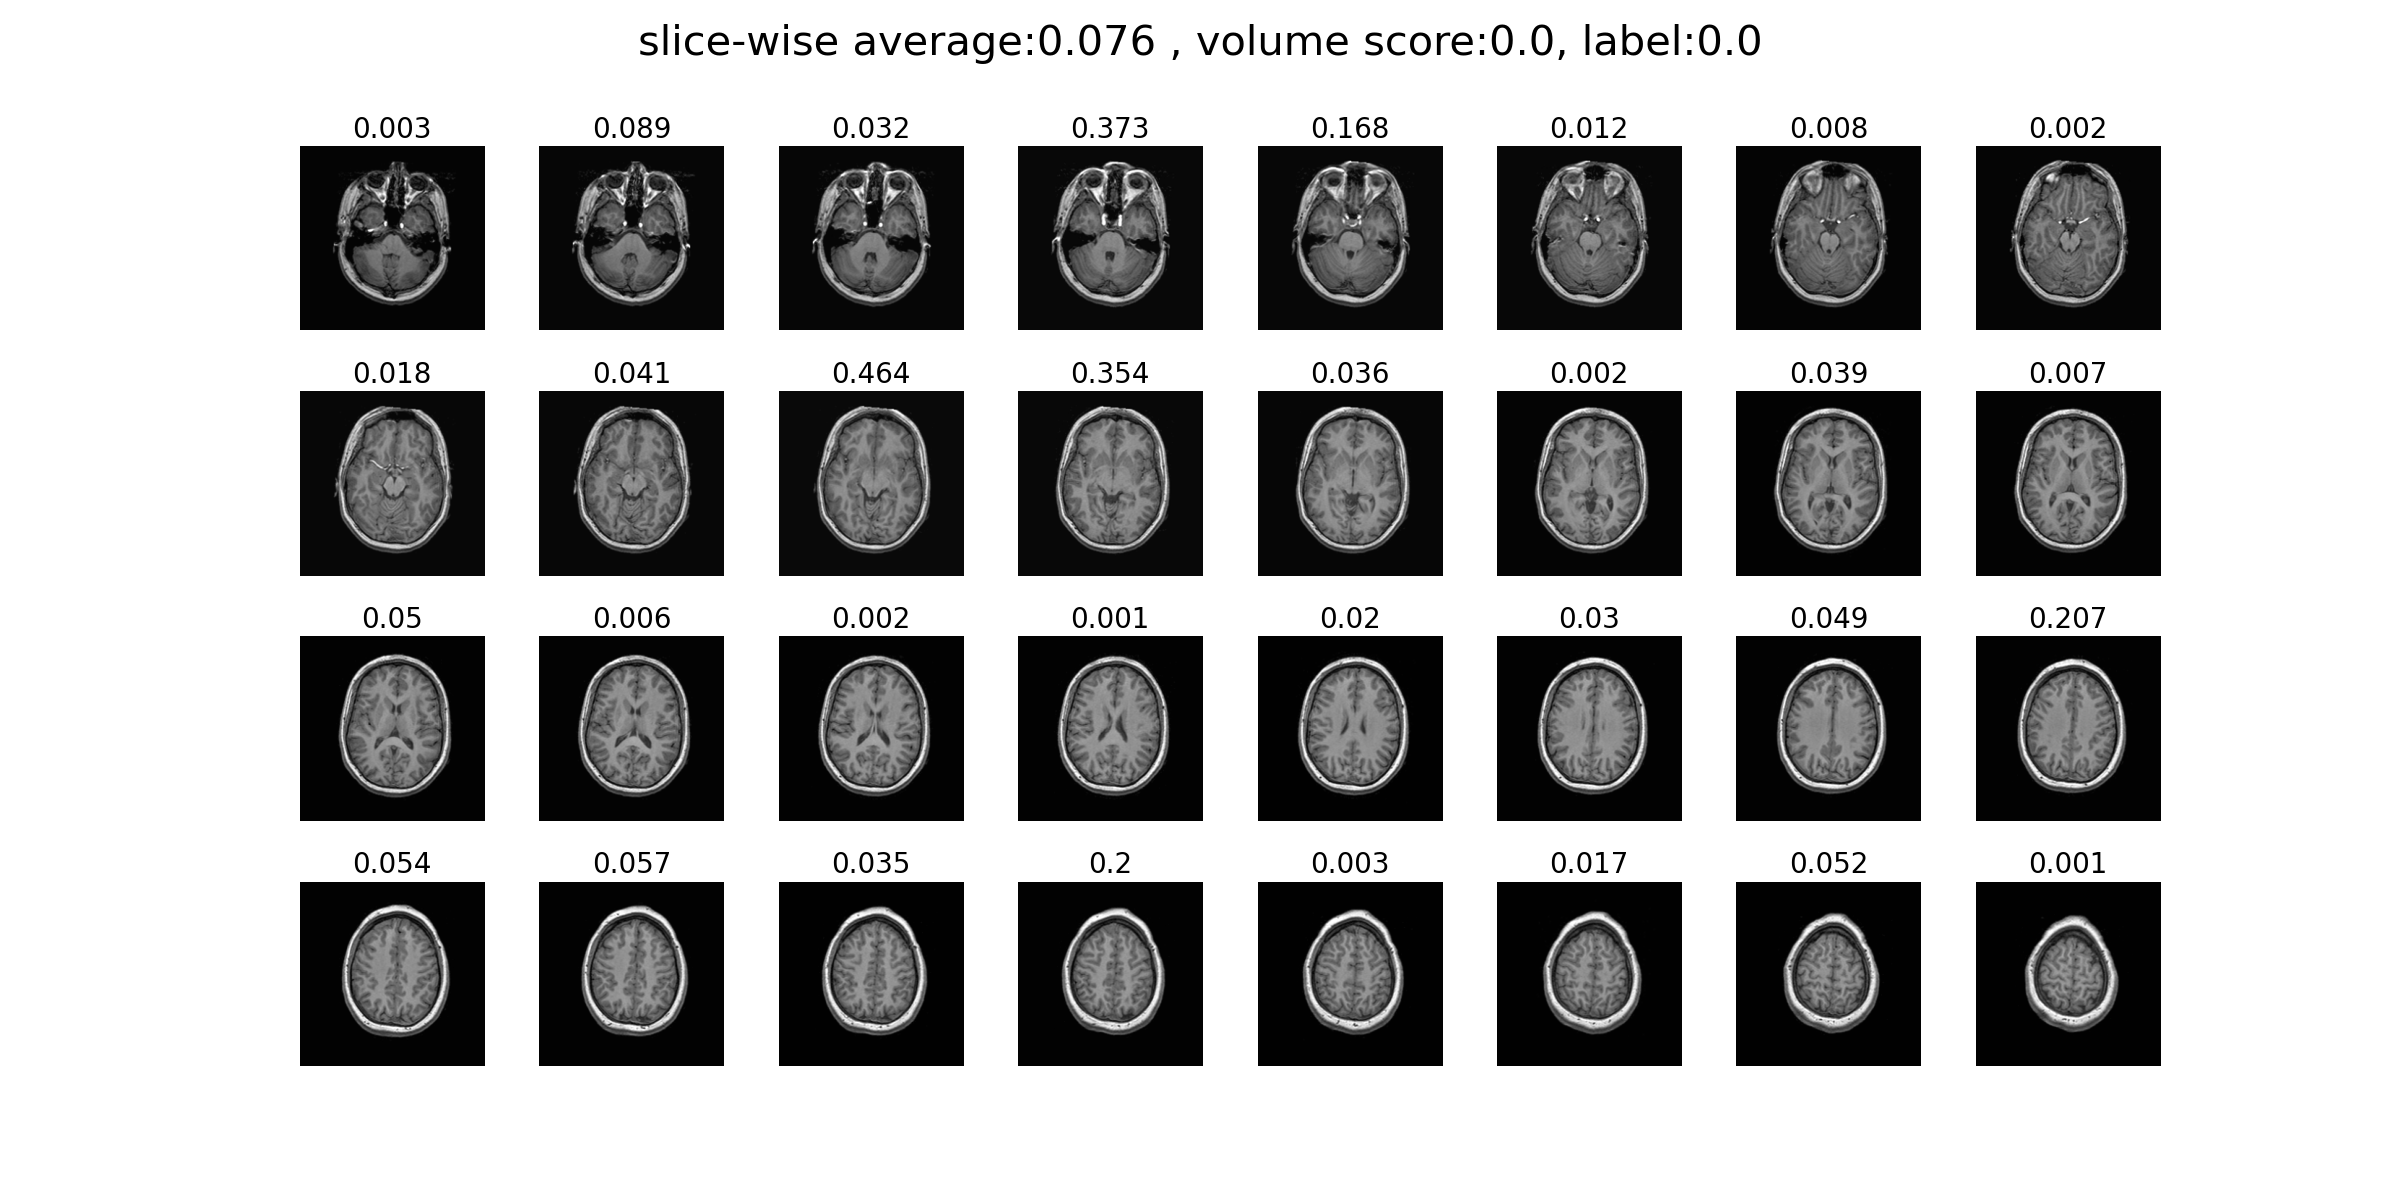 slice-wise average:0.076 , volume score:0.0, label:0.0
0.003 0.089 0.032 0.373 0.168 0.012 0.008 0.002
0.018 0.041 0.464 0.354 0.036 0.002 0.039 0.007
0.05 0.006 0.002 0.001 0.02 0.03 0.049 0.207
0.054 0.057 0.035 0.2 0.003 0.017 0.052 0.001